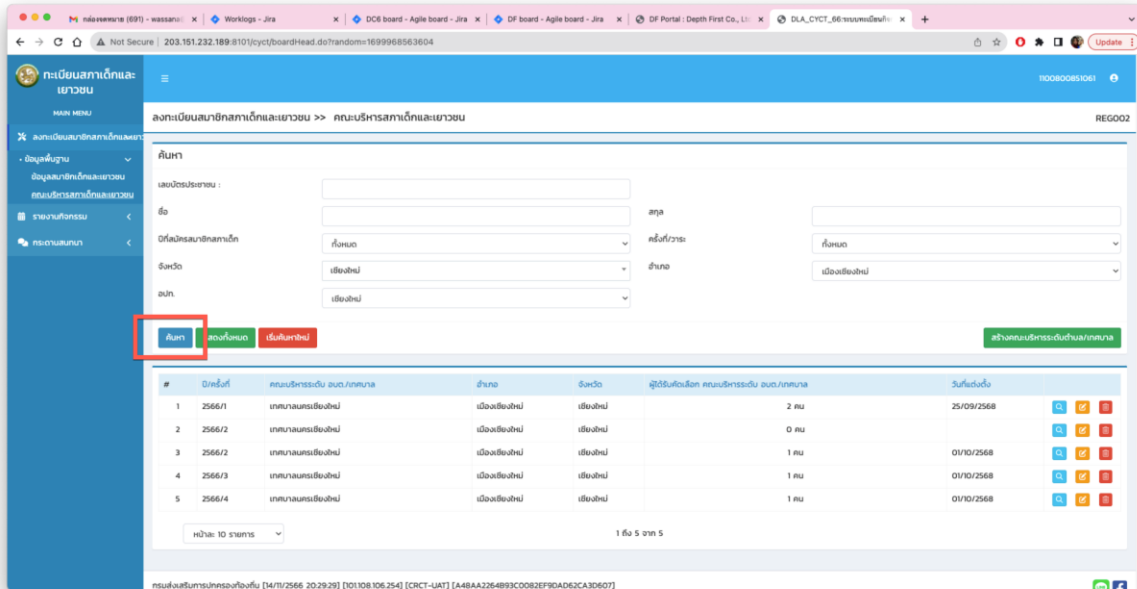 กล่องจดหมาย (691) - wassana
Worklogs - Jira
DC6 board - Agile board - Jira
DF board - Agile board - Jira
DF Portal : Depth First Co., Lt
DLA_CYCT_66:ระบบทะเบียน
Not Secure | 203.151.232.189:8101/cyct/boardHead.do?random=1699968563604
Update
ทะเบียนสภาเด็กและ
เยาวชน
1100800851061
MAIN MENU
ลงทะเบียนสมาชิกสภาเด็กและเยาวชน >> คณะบริหารสภาเด็กและเยาวชน
REG002
ลงทะเบียนสมาชิกสภาเด็กและเยาว
ข้อมูลพื้นฐาน
ข้อมูลสมาชิกเด็กและเยาวชน
คณะบริหารสภาเด็กและเยาวชน
รายงานกิจกรรม
กระดานสนทนา
ค้นหา
เลขบัตรประชาชน :
ชื่อ
สกุล
ปีที่สมัครสมาชิกสภาเด็ก ทั้งหมด ครั้งที่/วาระ ทั้งหมด
จังหวัด เชียงใหม่ อำเภอ เมืองเชียงใหม่
อปท. เชียงใหม่
ค้นหา แสดงทั้งหมด เริ่มค้นหาใหม่ สร้างคณะบริหารระดับตำบล/เทศบาล
# ปี/ครั้งที่ คณะบริหารระดับ อบต./เทศบาล อำเภอ จังหวัด ผู้ได้รับคัดเลือก คณะบริหารระดับ อบต./เทศบาล วันที่แต่งตั้ง
1 2566/1 เทศบาลนครเชียงใหม่ เมืองเชียงใหม่ เชียงใหม่ 2 คน 25/09/2568
2 2566/2 เทศบาลนครเชียงใหม่ เมืองเชียงใหม่ เชียงใหม่ 0 คน
3 2566/2 เทศบาลนครเชียงใหม่ เมืองเชียงใหม่ เชียงใหม่ 1 คน 01/10/2568
4 2566/3 เทศบาลนครเชียงใหม่ เมืองเชียงใหม่ เชียงใหม่ 1 คน 01/10/2568
5 2566/4 เทศบาลนครเชียงใหม่ เมืองเชียงใหม่ เชียงใหม่ 1 คน 01/10/2568
หน้าละ 10 รายการ
1 ถึง 5 จาก 5
กรมส่งเสริมการปกครองท้องถิ่น [14/11/2566 20:29:29] [101.108.106.254] [CRCT-UAT] [A4BAA2264B93C0082EF9DAD62CA3D607]